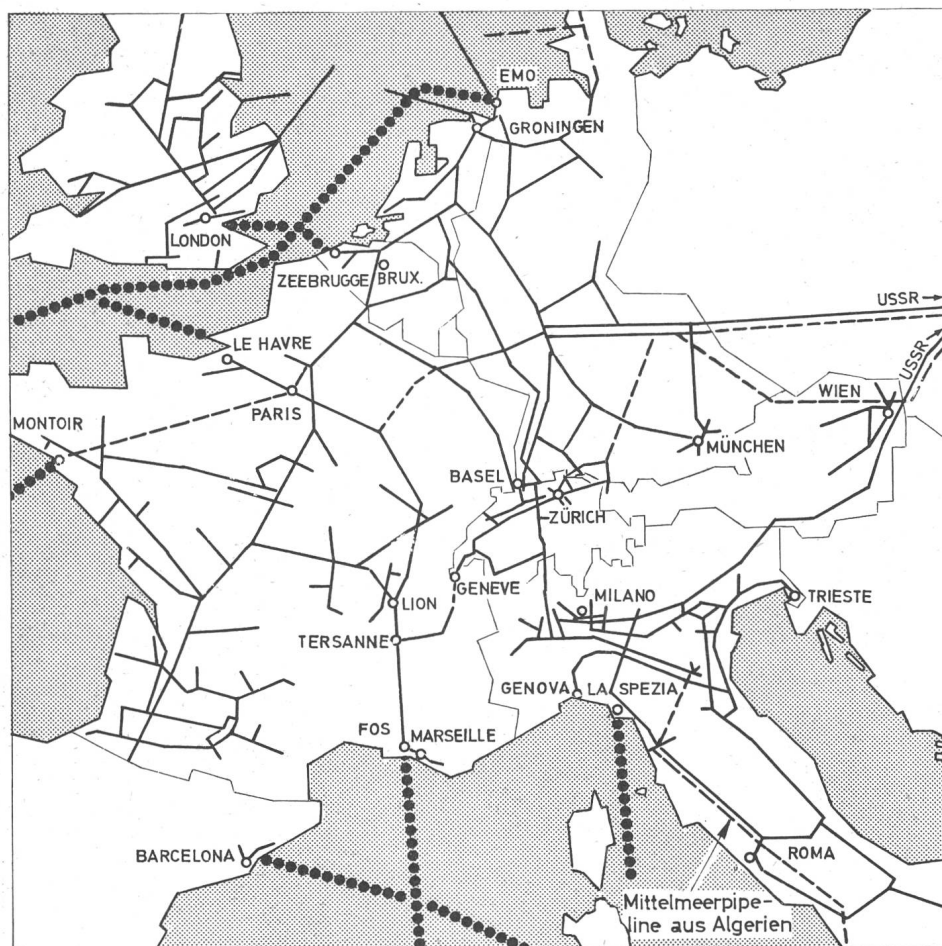 EMO
GRONINGEN
LONDON
ZEEBRUGGE
BRUX.
USSR →
LE HAVRE
USSR →
PARIS
WIEN
MONTOIR
MÜNCHEN
BASEL
ZÜRICH
GENEVE
LION
MILANO
TRIESTE
TERSANNE
GENOVA
LA SPEZIA
FOS
MARSEILLE
BARCELONA
ROMA
Mittelmeerpipe-
line aus Algerien